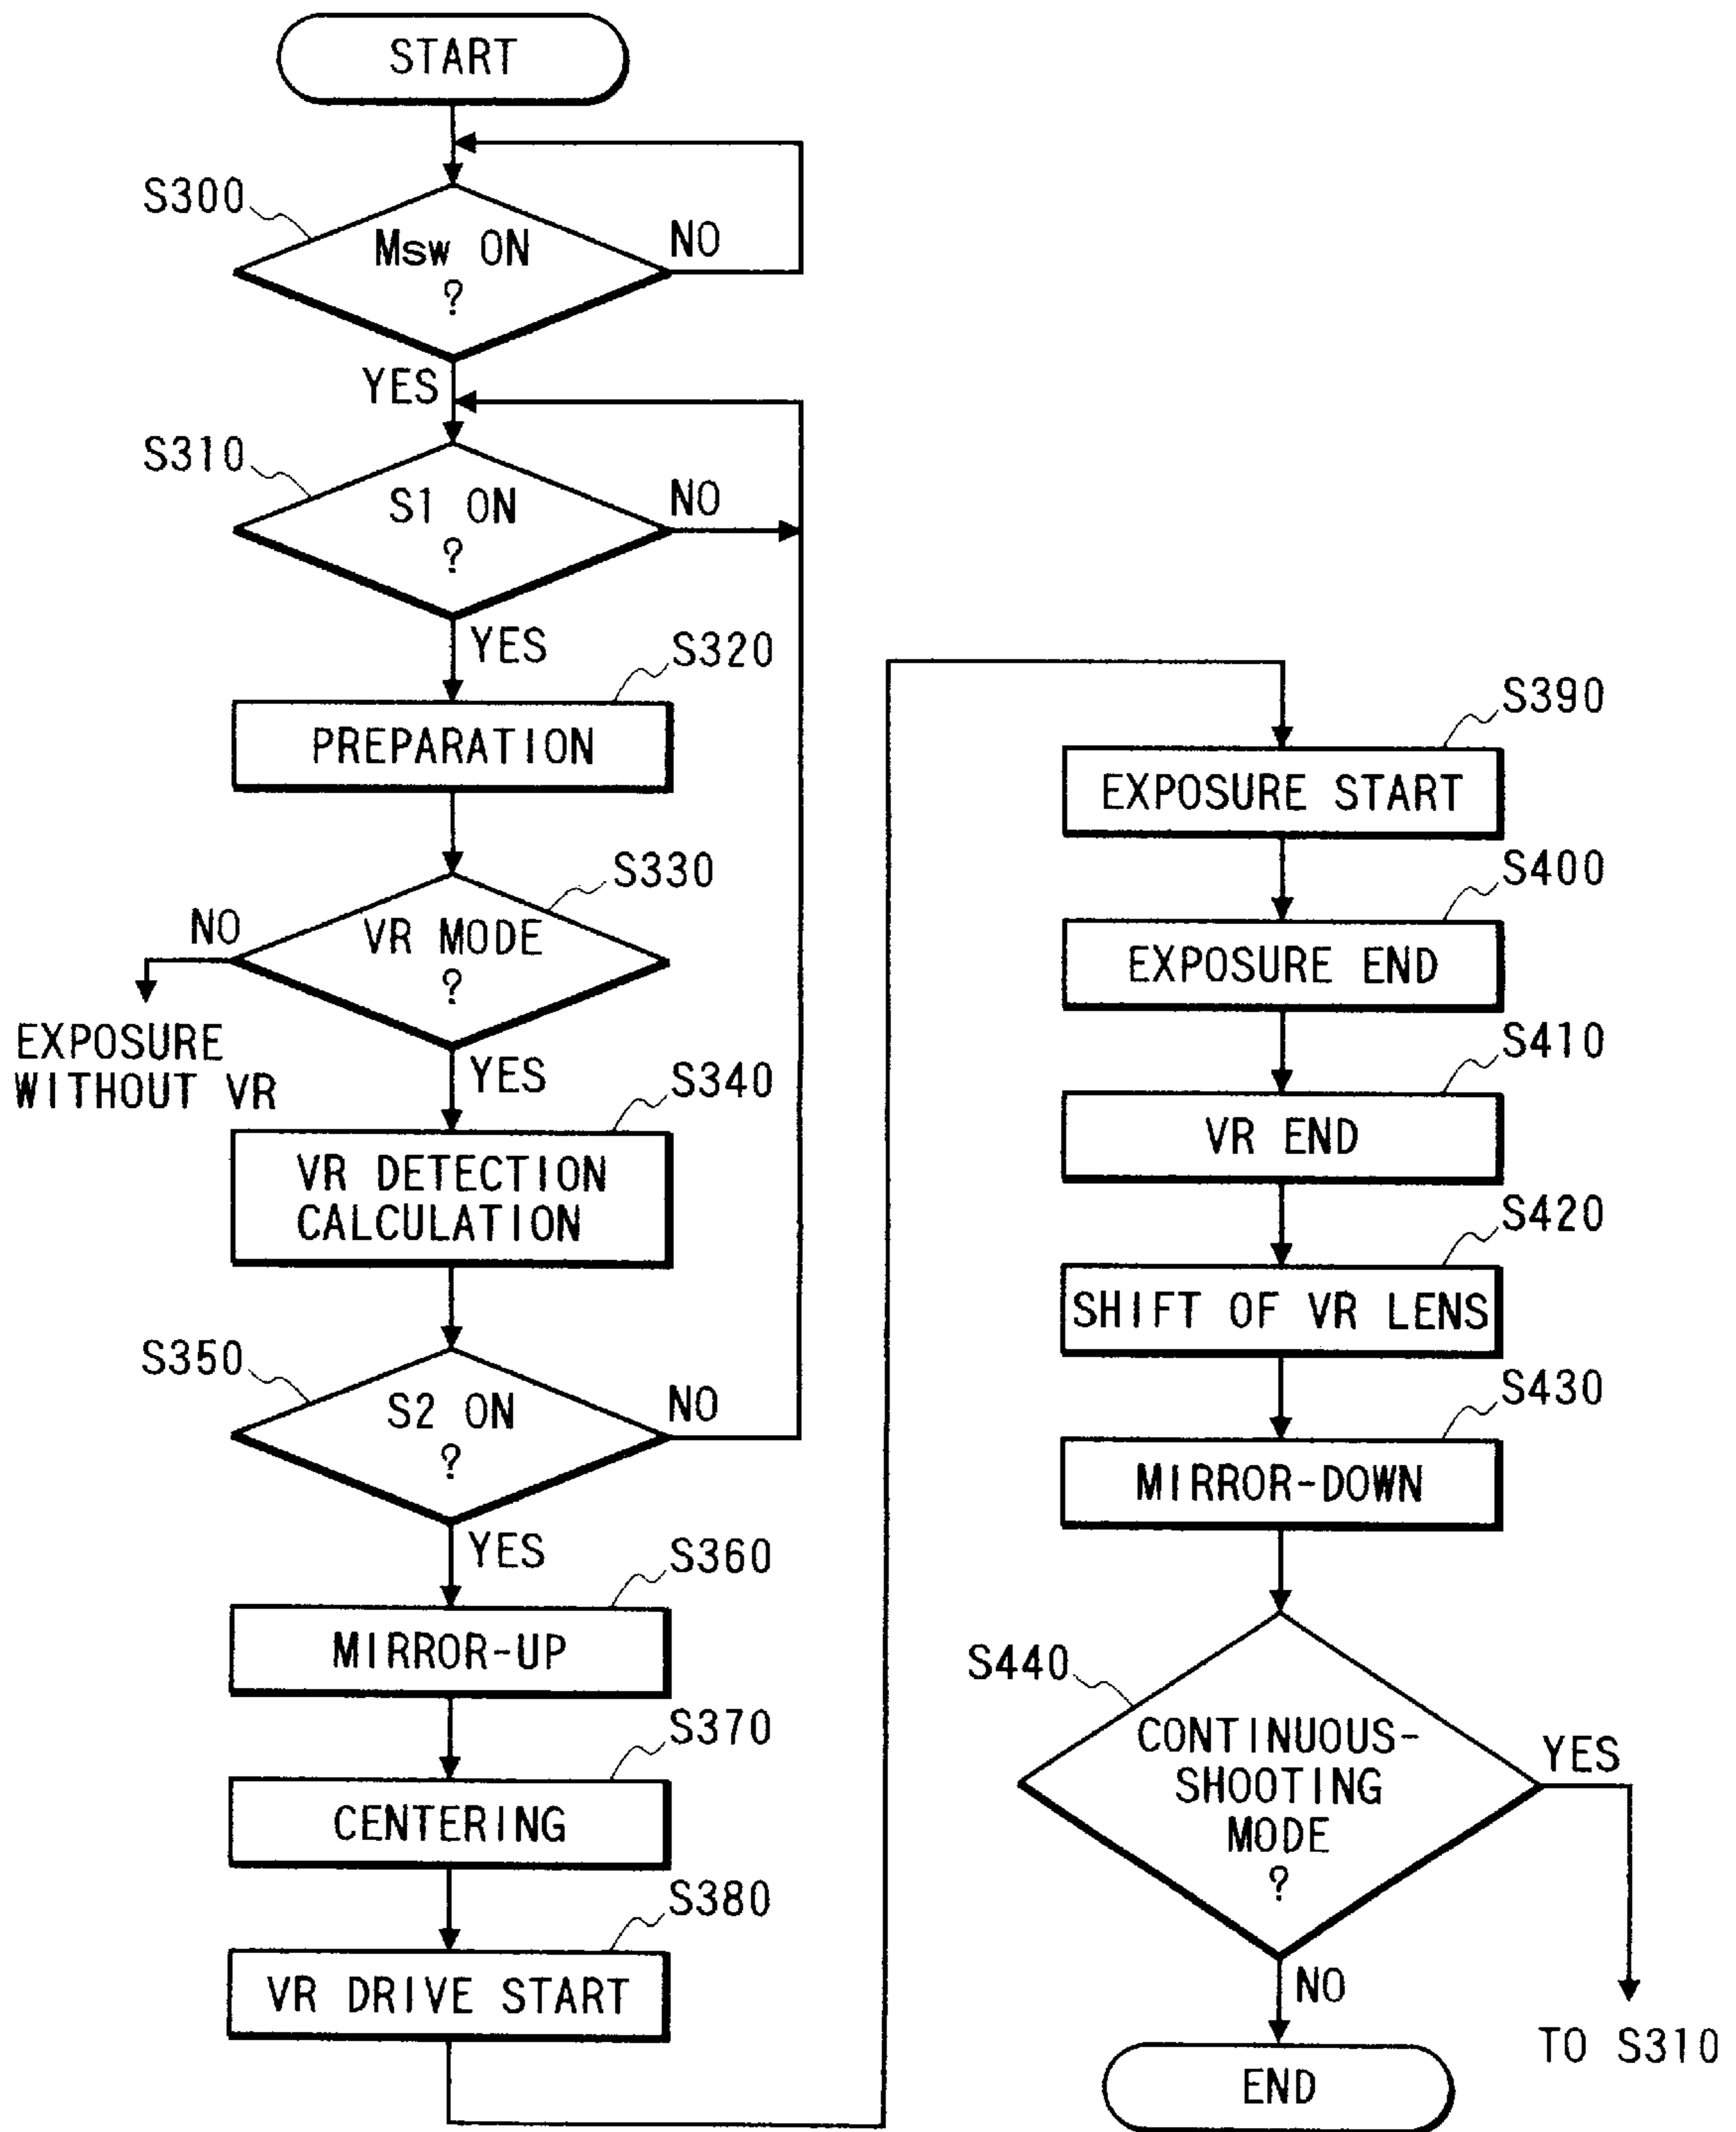 START
S300
Msw ON
?
NO
YES
S310
S1 ON
?
NO
YES
S320
PREPARATION
S330
VR MODE
?
NO
EXPOSURE
WITHOUT VR
YES
S340
VR DETECTION
CALCULATION
S350
S2 ON
?
NO
YES
S360
MIRROR-UP
S370
CENTERING
S380
VR DRIVE START
S390
EXPOSURE START
S400
EXPOSURE END
S410
VR END
S420
SHIFT OF VR LENS
S430
MIRROR-DOWN
S440
CONTINUOUS-
SHOOTING
MODE
?
YES
TO S310
NO
END